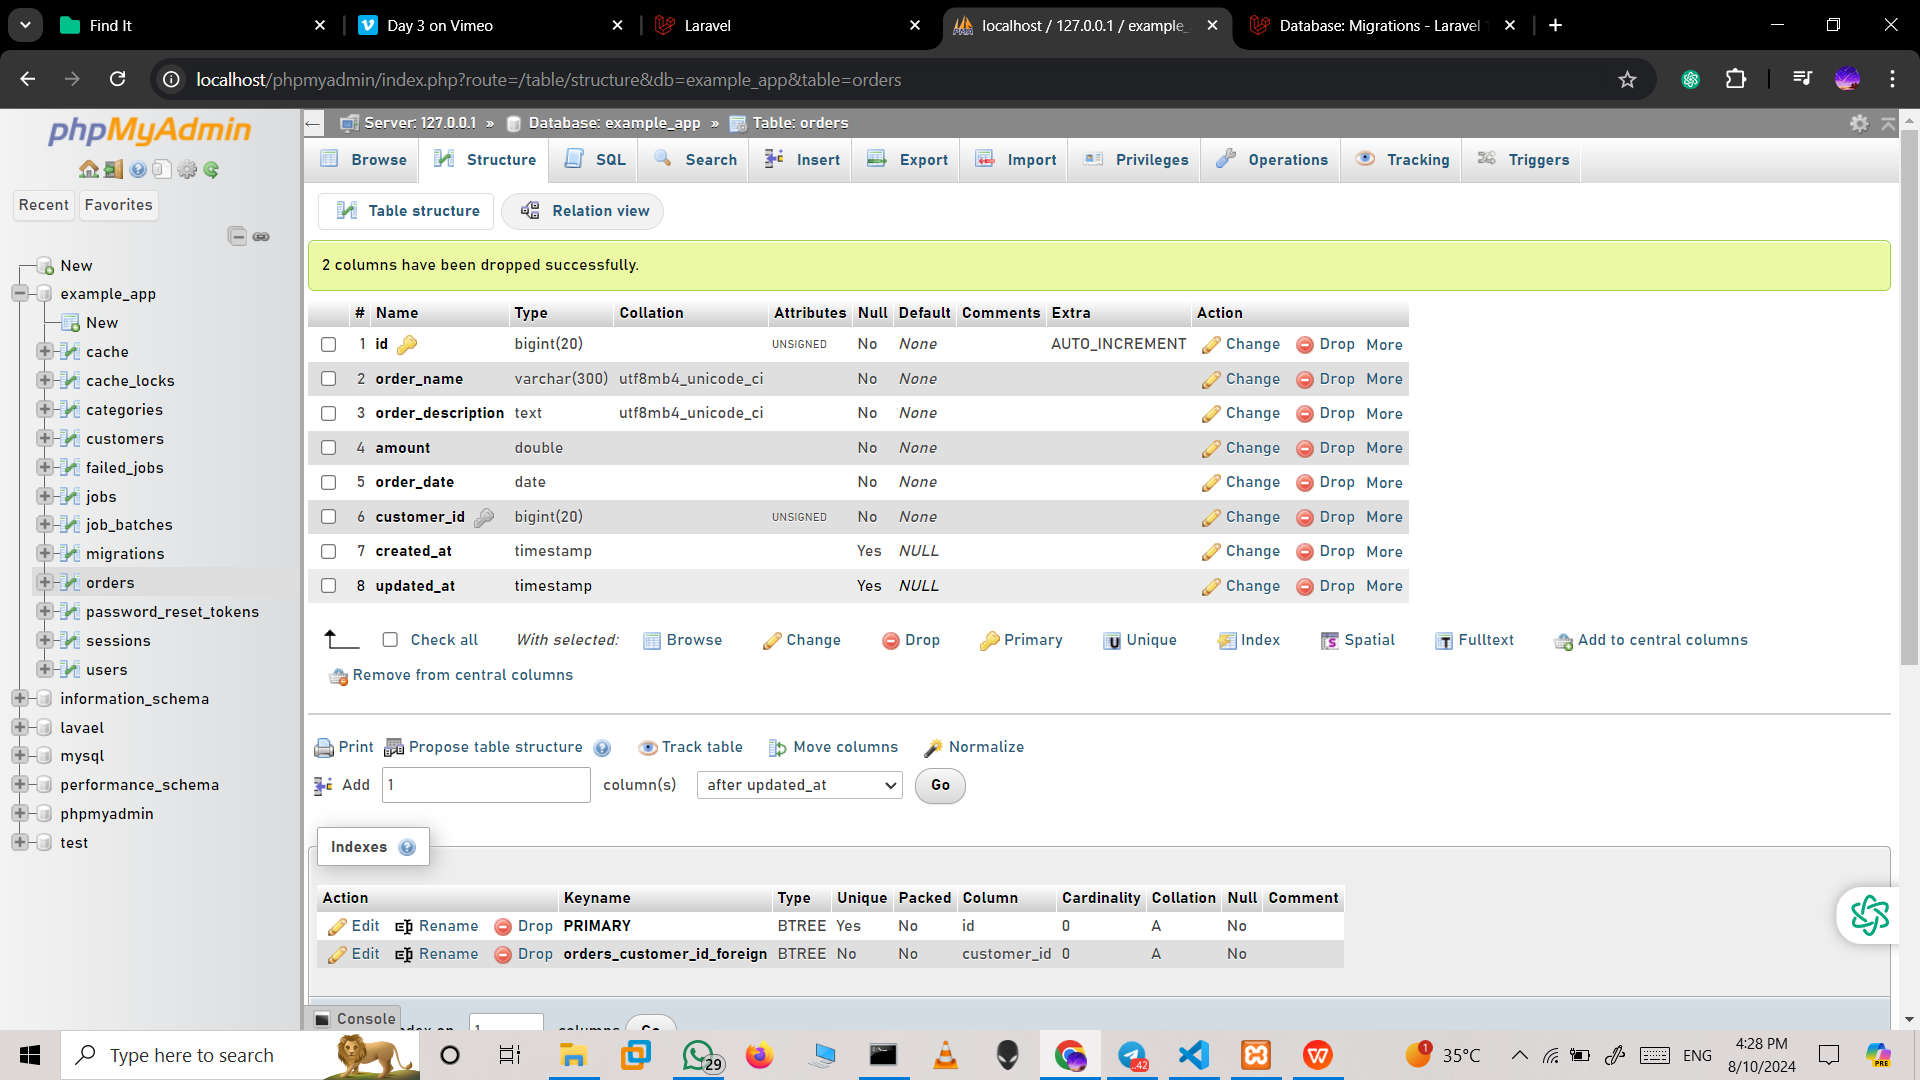 Find It
Day 3 on Vimeo
Laravel
localhost / 127.0.0.1 / example_
Database: Migrations - Laravel
localhost/phpmyadmin/index.php?route=/table/structure&db=example_app&table=orders
phpMyAdmin
Recent Favorites
New
example_app
New
cache
cache_locks
categories
customers
failed_jobs
jobs
job_batches
migrations
orders
password_reset_tokens
sessions
users
information_schema
lavael
mysql
performance_schema
phpmyadmin
test
Server: 127.0.0.1 » Database: example_app » Table: orders
Browse Structure SQL Search Insert Export Import Privileges Operations Tracking Triggers
Table structure Relation view
2 columns have been dropped successfully.
# Name Type Collation Attributes Null Default Comments Extra Action
1 id bigint(20) UNSIGNED No None AUTO_INCREMENT Change Drop More
2 order_name varchar(300) utf8mb4_unicode_ci No None Change Drop More
3 order_description text utf8mb4_unicode_ci No None Change Drop More
4 amount double No None Change Drop More
5 order_date date No None Change Drop More
6 customer_id bigint(20) UNSIGNED No None Change Drop More
7 created_at timestamp Yes NULL Change Drop More
8 updated_at timestamp Yes NULL Change Drop More
Check all With selected: Browse Change Drop Primary Unique Index Spatial Fulltext Add to central columns
Remove from central columns
Print Propose table structure Track table Move columns Normalize
Add 1 column(s) after updated_at Go
Indexes
Action Keyname Type Unique Packed Column Cardinality Collation Null Comment
Edit Rename Drop PRIMARY BTREE Yes No id 0 A No
Edit Rename Drop orders_customer_id_foreign BTREE No No customer_id 0 A No
Console
columns Go
Type here to search
29
42
1
35°C
ENG
4:28 PM
8/10/2024
PRE